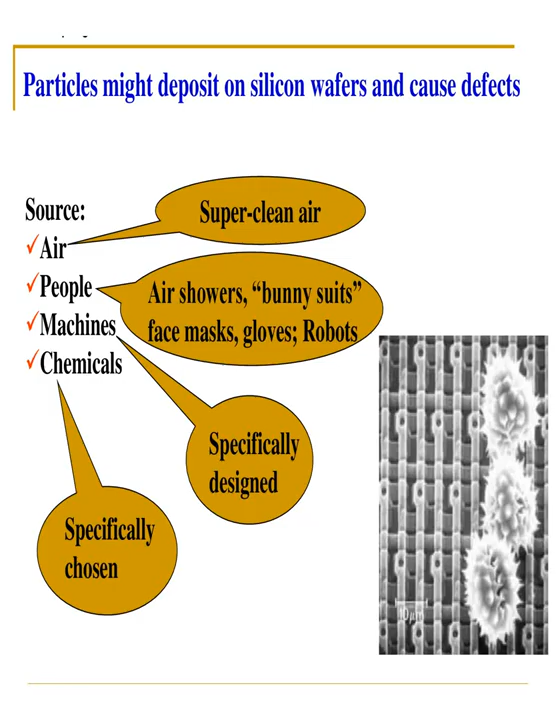 Particles might deposit on silicon wafers and cause defects
Source:
Air
People
Machines
Chemicals
Super-clean air
Air showers, “bunny suits”
face masks, gloves; Robots
Specifically
designed
Specifically
chosen
10μm